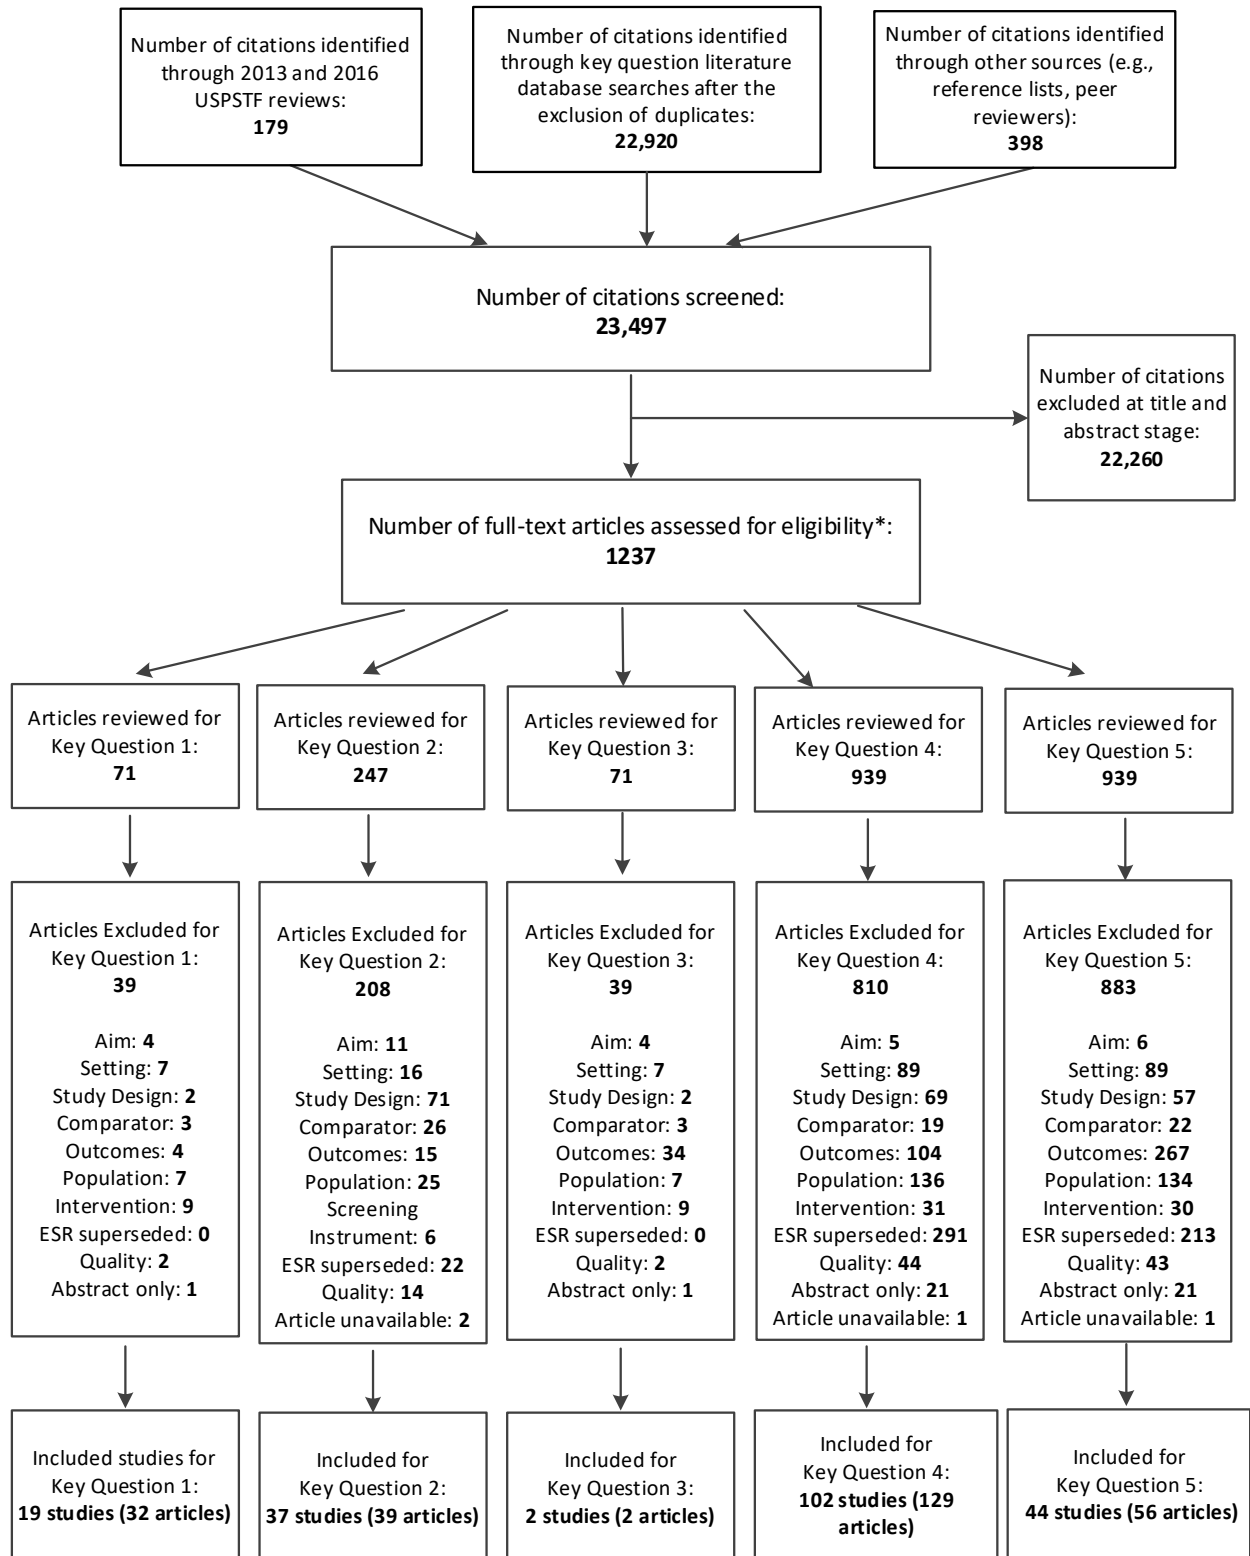 Number of citations identified
through 2013 and 2016
USPSTF reviews:
179
Number of citations identified
through key question literature
database searches after the
exclusion of duplicates:
22,920
Number of citations identified
through other sources (e.g.,
reference lists, peer
reviewers):
398
Number of citations screened:
23,497
Number of citations
excluded at title and
abstract stage:
22,260
Number of full-text articles assessed for eligibility*:
1237
Articles reviewed for
Key Question 1:
71
Articles reviewed for
Key Question 2:
247
Articles reviewed for
Key Question 3:
71
Articles reviewed for
Key Question 4:
939
Articles reviewed for
Key Question 5:
939
Articles Excluded for
Key Question 1:
39
Aim: 4
Setting: 7
Study Design: 2
Comparator: 3
Outcomes: 4
Population: 7
Intervention: 9
ESR superseded: 0
Quality: 2
Abstract only: 1
Articles Excluded for
Key Question 2:
208
Aim: 11
Setting: 16
Study Design: 71
Comparator: 26
Outcomes: 15
Population: 25
Screening
Instrument: 6
ESR superseded: 22
Quality: 14
Article unavailable: 2
Articles Excluded for
Key Question 3:
39
Aim: 4
Setting: 7
Study Design: 2
Comparator: 3
Outcomes: 34
Population: 7
Intervention: 9
ESR superseded: 0
Quality: 2
Abstract only: 1
Articles Excluded for
Key Question 4:
810
Aim: 5
Setting: 89
Study Design: 69
Comparator: 19
Outcomes: 104
Population: 136
Intervention: 31
ESR superseded: 291
Quality: 44
Abstract only: 21
Article unavailable: 1
Articles Excluded for
Key Question 5:
883
Aim: 6
Setting: 89
Study Design: 57
Comparator: 22
Outcomes: 267
Population: 134
Intervention: 30
ESR superseded: 213
Quality: 43
Abstract only: 21
Article unavailable: 1
Included studies for
Key Question 1:
19 studies (32 articles)
Included for
Key Question 2:
37 studies (39 articles)
Included for
Key Question 3:
2 studies (2 articles)
Included for
Key Question 4:
102 studies (129
articles)
Included for
Key Question 5:
44 studies (56 articles)